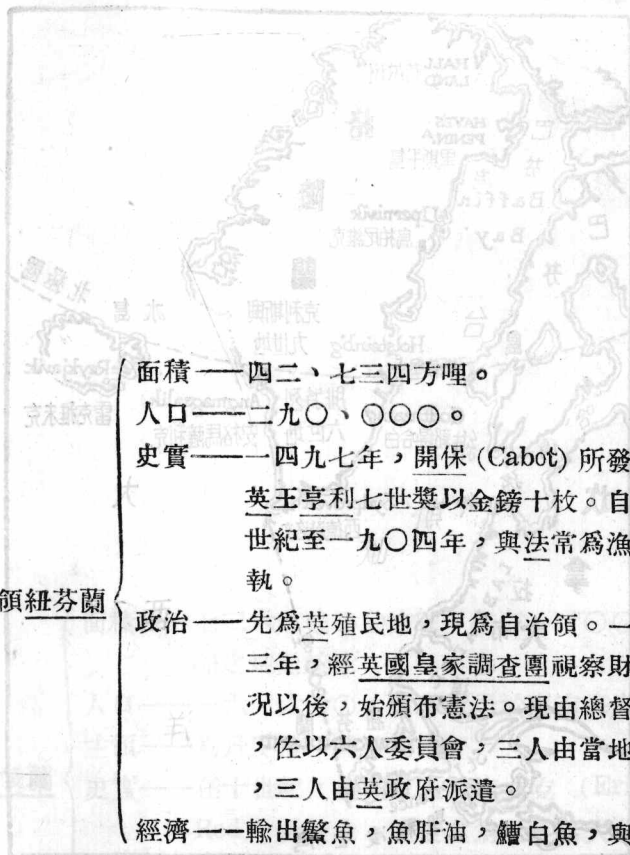 面積——四二、七三四方哩。
人口——二九〇、〇〇〇。
史實——一四九七年，開保 (Cabot) 所發
英王亨利七世獎以金鎊十枚。自
世紀至一九〇四年，與法常爲漁
執。
領紐芬蘭
政治——先爲英殖民地，現爲自治領。一
三年，經英國皇家調查團視察財
況以後，始頒布憲法。現由總督
，佐以六人委員會，三人由當地
，三人由英政府派遣。
經濟——輸出鱉魚，魚肝油，鱈白魚，與